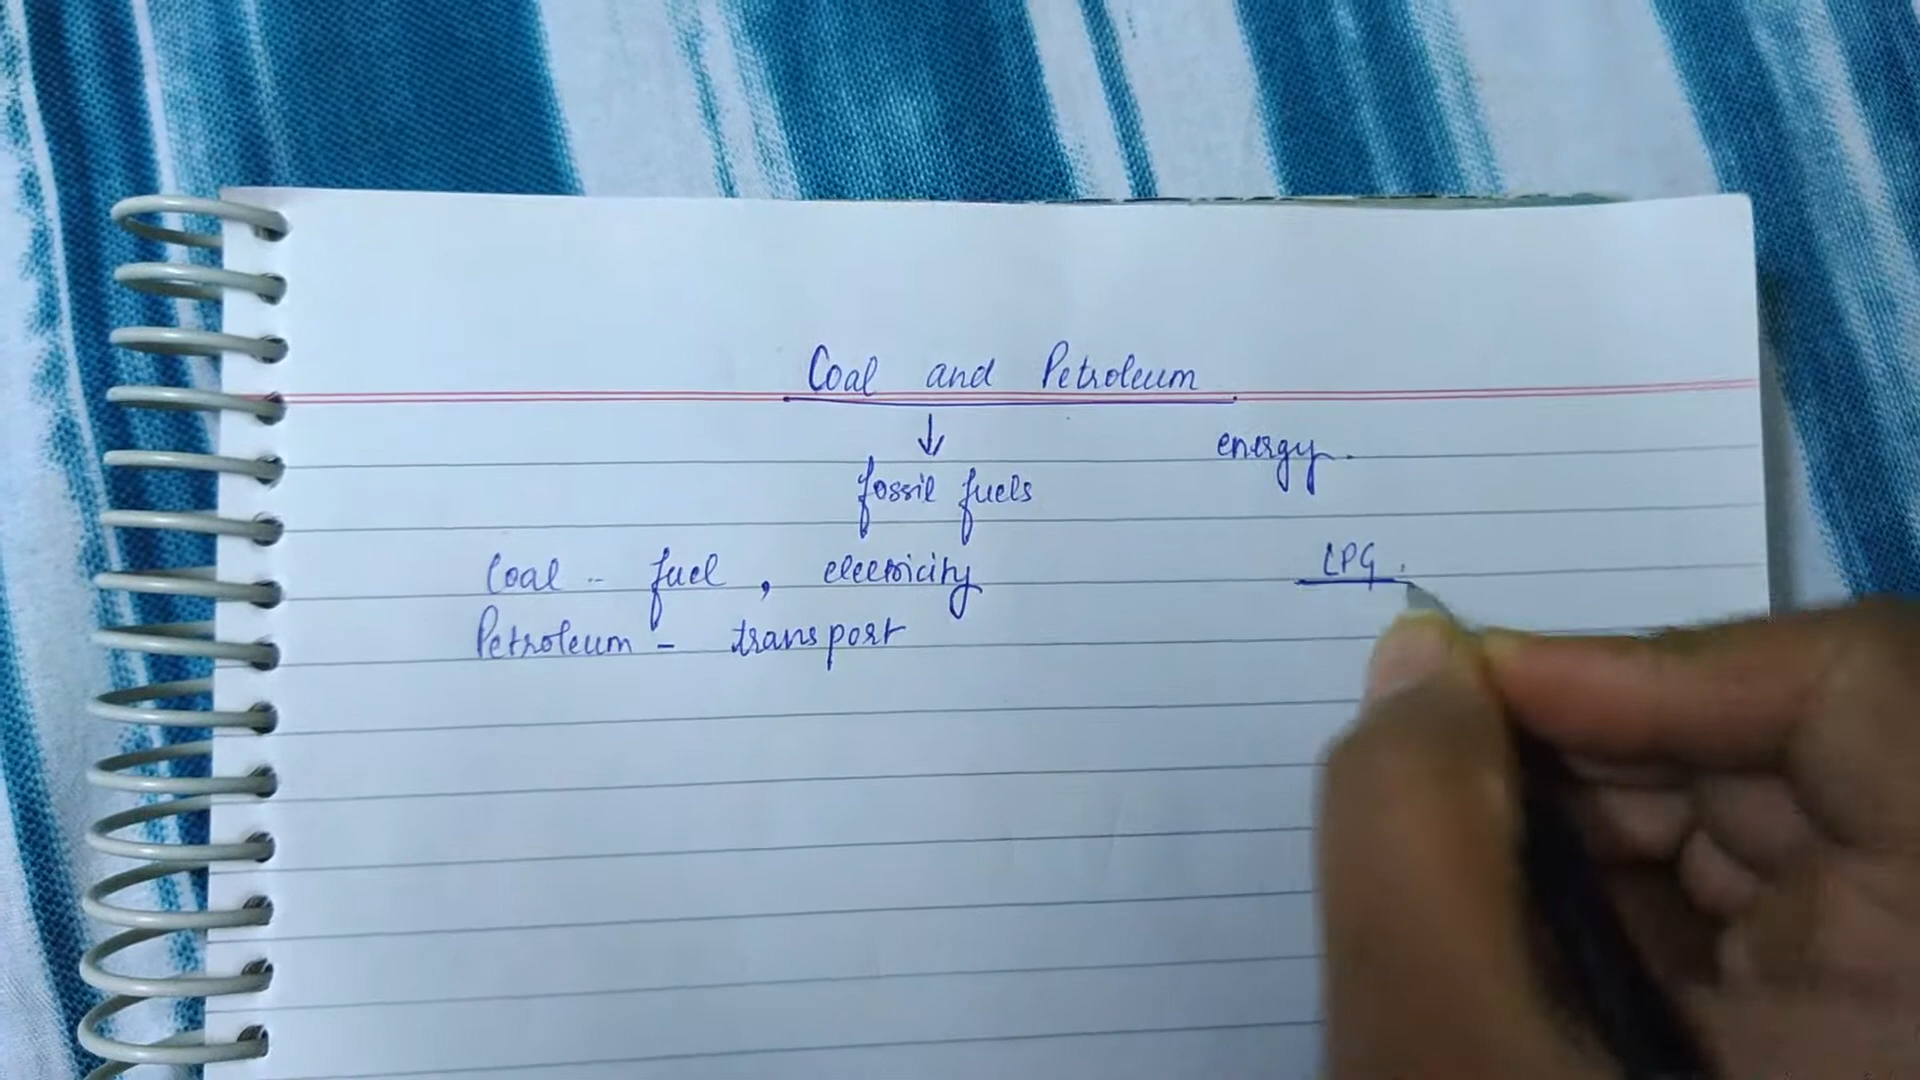 Coal and Petroleum
↓ energy.
fossil fuels
LPG.
Coal - fuel, electricity
Petroleum - transport